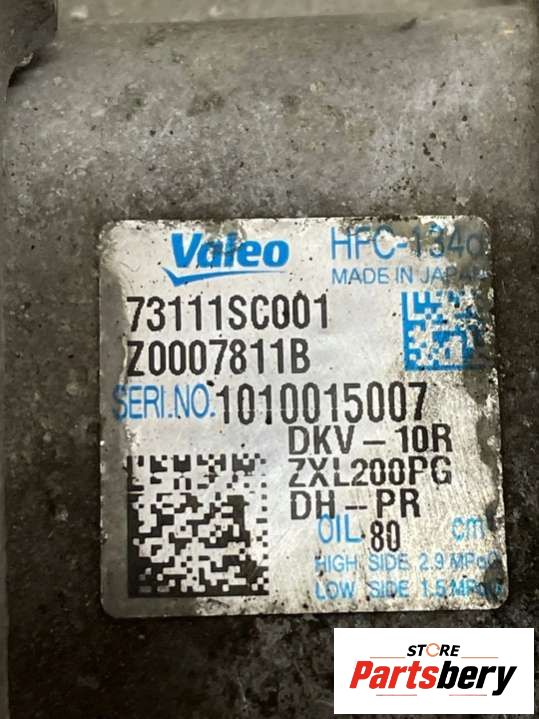 Valeo HFC-134a
MADE IN JAPAN
73111SC001
Z0007811B
SERI.NO. 1010015007
DKV-10R
ZXL200PG
DH-PR
OIL 80 cm
HIGH SIDE 2.9 MPa
LOW SIDE 1.5 MPa
STORE
Partsbery